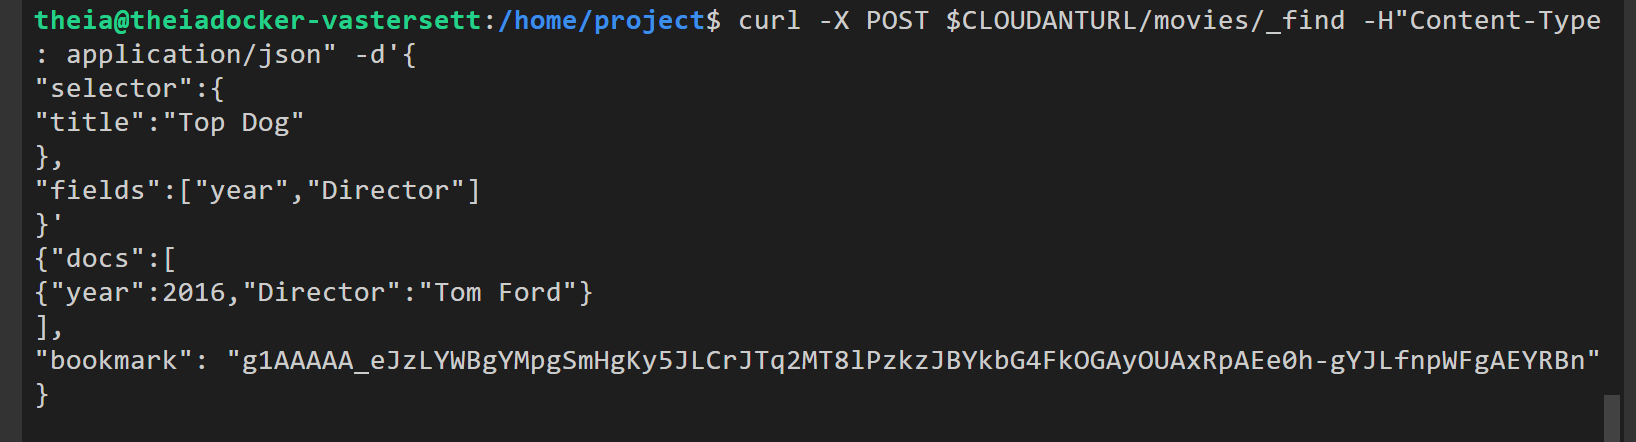 theia@theiadocker-vastersett:/home/project$ curl -X POST $CLOUDANTURL/movies/_find -H"Content-Type
: application/json" -d'{
"selector":{
"title":"Top Dog"
},
"fields":["year","Director"]
}'
{"docs":[
{"year":2016,"Director":"Tom Ford"}
],
"bookmark": "g1AAAAA_eJzLYWBgYMpgSmHgKy5JLCrJTq2MT8lPzkzJBYkbG4FkOGAyOUAxRpAEe0h-gYJLfnpWFgAEYRBn"
}